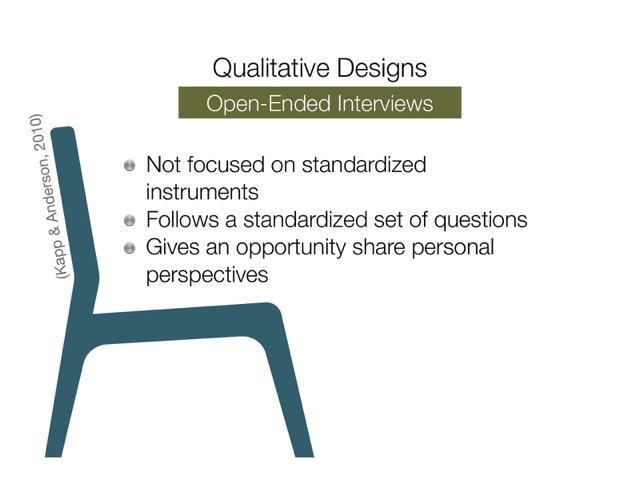 Qualitative Designs
Open-Ended Interviews
(Kapp & Anderson, 2010)
Not focused on standardized
instruments
Follows a standardized set of questions
Gives an opportunity share personal
perspectives